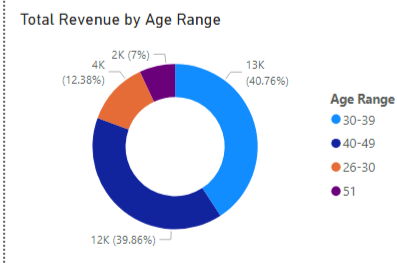 Total Revenue by Age Range
2K (7%)
4K
(12.38%)
13K
(40.76%)
12K (39.86%)
Age Range
30-39
40-49
26-30
51